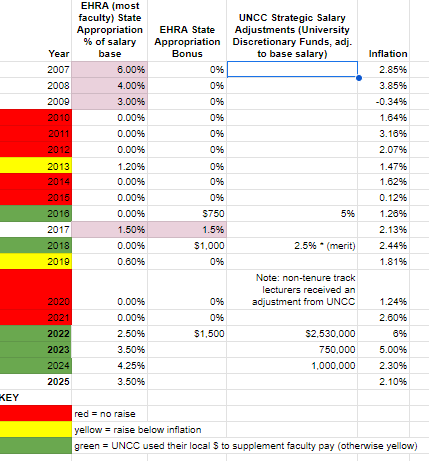 EHRA (most
faculty) State
Appropriation
% of salary
base
EHRA State
Appropriation
Bonus
UNCC Strategic Salary
Adjustments (University
Discretionary Funds, adj.
to base salary)
Year
Inflation
2007 6.00% 0% 2.85%
2008 4.00% 0% 3.85%
2009 3.00% 0% -0.34%
2010 0.00% 0% 1.64%
2011 0.00% 0% 3.16%
2012 0.00% 0% 2.07%
2013 1.20% 0% 1.47%
2014 0.00% 0% 1.62%
2015 0.00% 0% 0.12%
2016 0.00% $750 5% 1.26%
2017 1.50% 1.5% 2.13%
2018 0.00% $1,000 2.5% * (merit) 2.44%
2019 0.60% 0% 1.81%
Note: non-tenure track
lecturers received an
2020 0.00% 0% adjustment from UNCC 1.24%
2021 0.00% 0% 2.60%
2022 2.50% $1,500 $2,530,000 6%
2023 3.50% 750,000 5.00%
2024 4.25% 1,000,000 2.30%
2025 3.50% 2.10%
KEY
red = no raise
yellow = raise below inflation
green = UNCC used their local $ to supplement faculty pay (otherwise yellow)